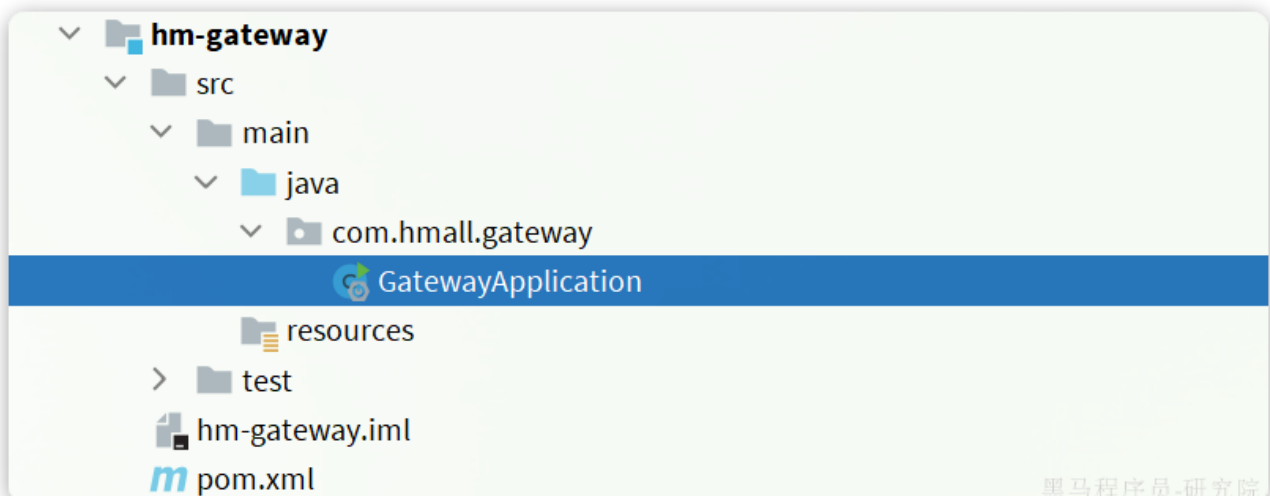 hm-gateway
src
main
java
com.hmall.gateway
GatewayApplication
resources
test
hm-gateway.iml
pom.xml
黑马程序员-研究院